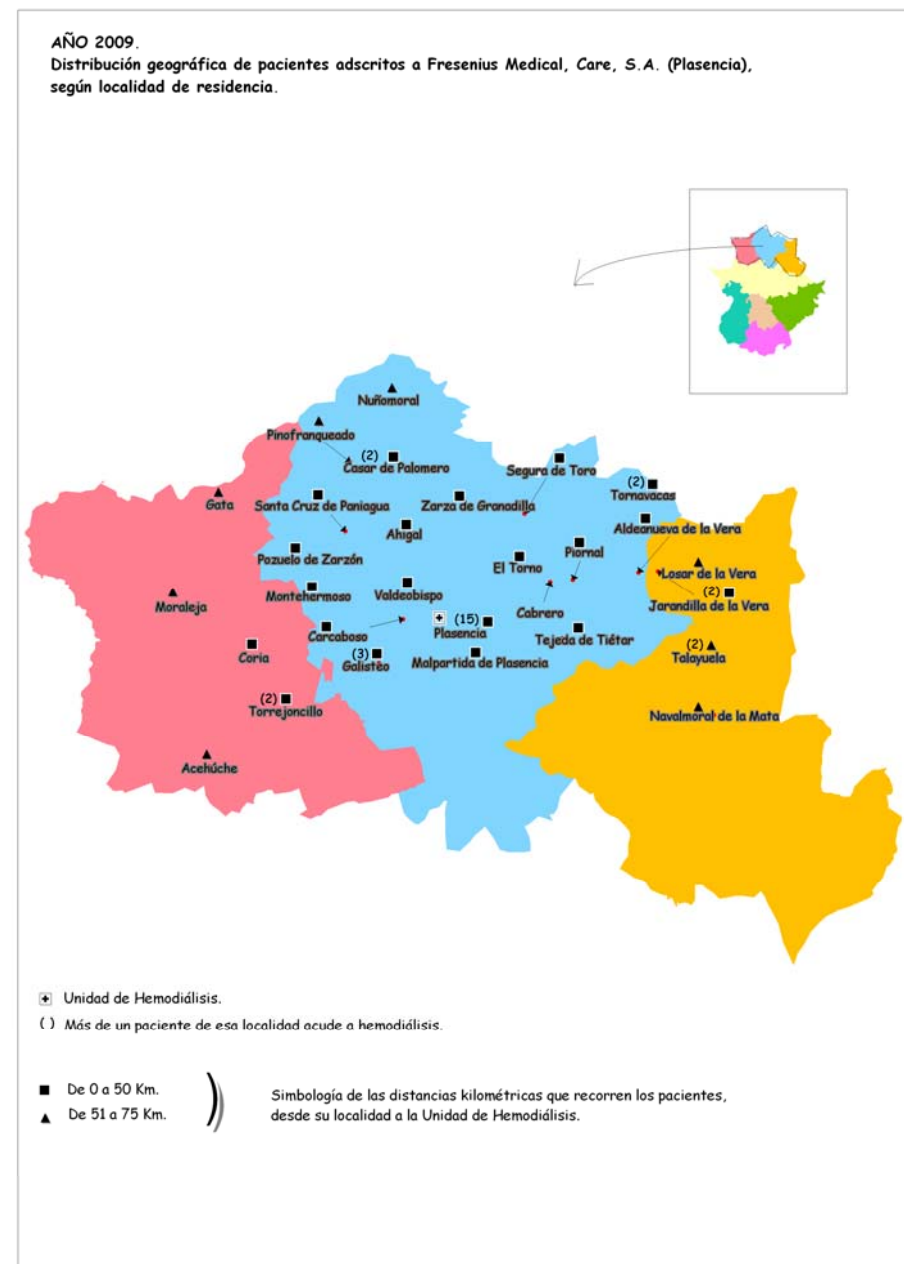 AÑO 2009.
Distribución geográfica de pacientes adscritos a Fresenius Medical, Care, S.A. (Plasencia),
según localidad de residencia.
Nuñomoral
Pinofranqueado
(2)
Casar de Palomero
Segura de Toro
(2)
Tornavacas
Gata
Santa Cruz de Paniagua
Zarza de Granadilla
Ahigal
Aldeanueva de la Vera
Pozuelo de Zarzón
El Torno
Piornal
Losar de la Vera
Moraleja
Montehermoso
Valdeobispo
(2)
Jarandilla de la Vera
Cabrero
Carcaboso
(15)
Plasencia
Tejeda de Tiétar
Coria
(3)
Galisteo
Malpartida de Plasencia
(2)
Talayuela
(2)
Torrejoncillo
Navalmoral de la Mata
Acehúche
Unidad de Hemodiálisis.
( ) Más de un paciente de esa localidad acude a hemodiálisis.
De 0 a 50 Km.
De 51 a 75 Km.
Simbología de las distancias kilométricas que recorren los pacientes,
desde su localidad a la Unidad de Hemodiálisis.